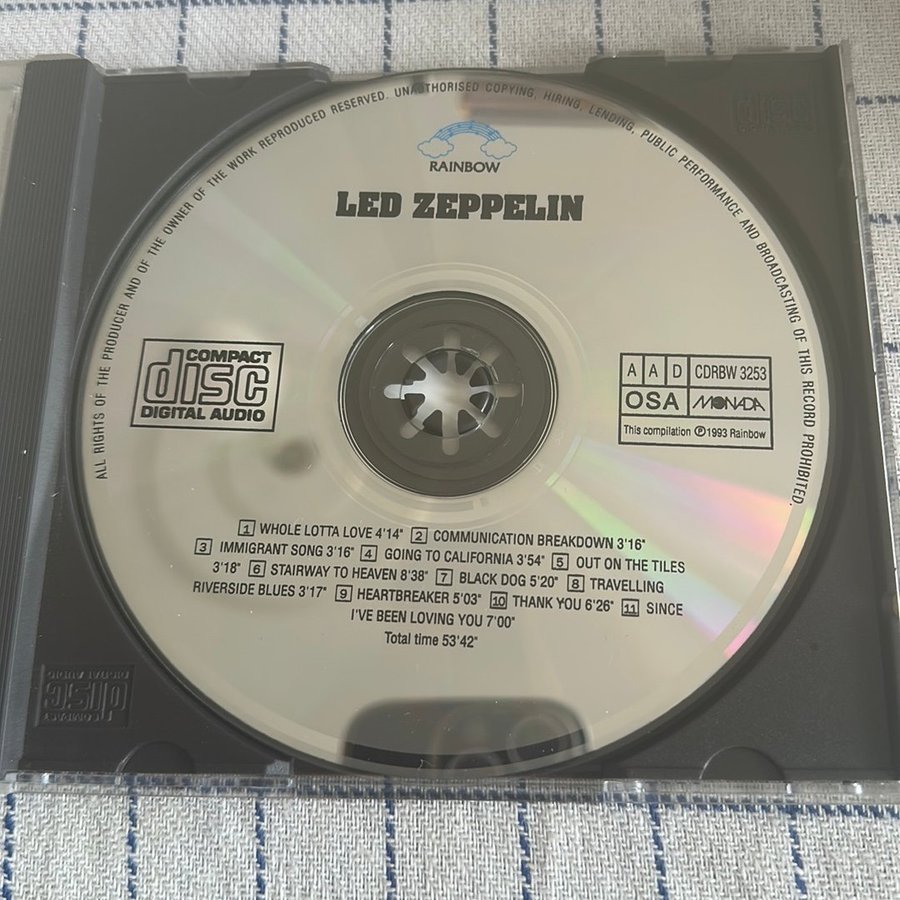 ALL RIGHTS OF THE PRODUCER AND OF THE OWNER OF THE WORK REPRODUCED RESERVED. UNAUTHORISED COPYING, HIRING, LENDING, PUBLIC PERFORMANCE AND BROADCASTING OF THIS RECORD PROHIBITED.
RAINBOW
LED ZEPPELIN
COMPACT
disc
DIGITAL AUDIO
A A D CDRBW 3253
OSA MONADA
This compilation ℗ 1993 Rainbow
1 WHOLE LOTTA LOVE 4'14" 2 COMMUNICATION BREAKDOWN 3'16"
3 IMMIGRANT SONG 3'16" 4 GOING TO CALIFORNIA 3'54" 5 OUT ON THE TILES
3'18" 6 STAIRWAY TO HEAVEN 8'38" 7 BLACK DOG 5'20" 8 TRAVELLING
RIVERSIDE BLUES 3'17" 9 HEARTBREAKER 5'03" 10 THANK YOU 6'26" 11 SINCE
I'VE BEEN LOVING YOU 7'00"
Total time 53'42"
COMPACT
disc
DIGITAL AUDIO